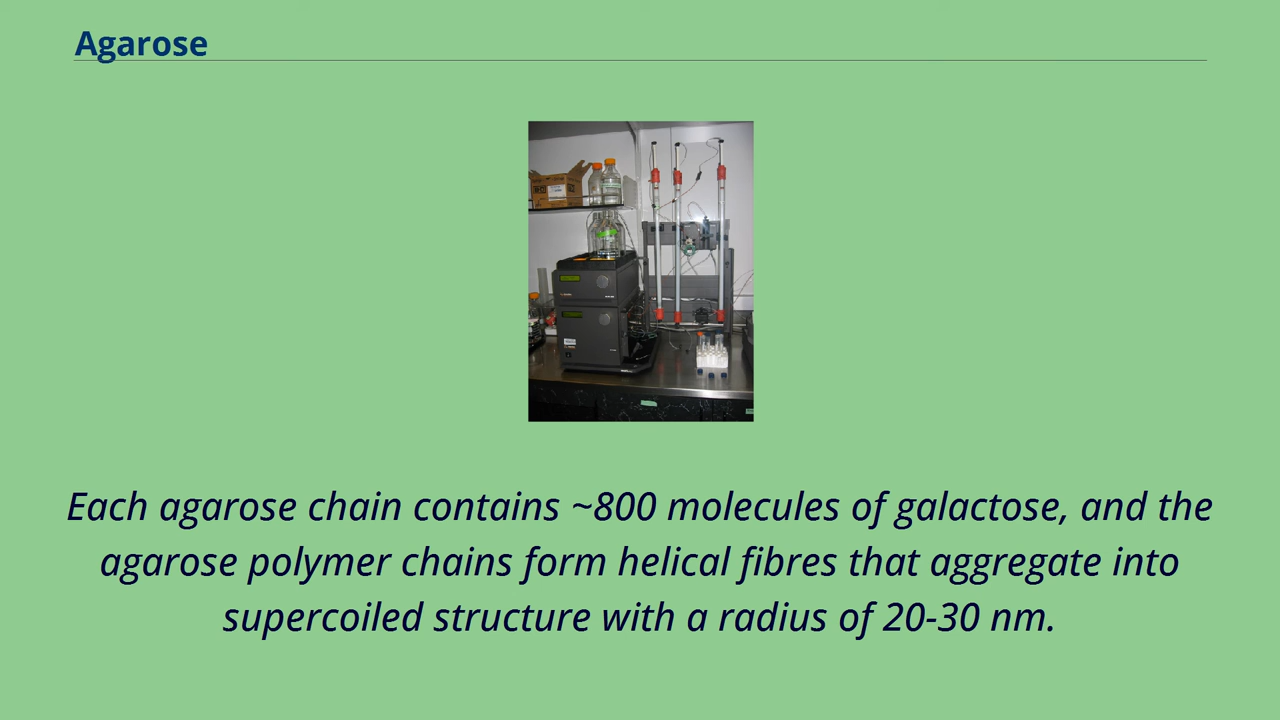 Agarose
Each agarose chain contains ~800 molecules of galactose, and the
agarose polymer chains form helical fibres that aggregate into
supercoiled structure with a radius of 20-30 nm.